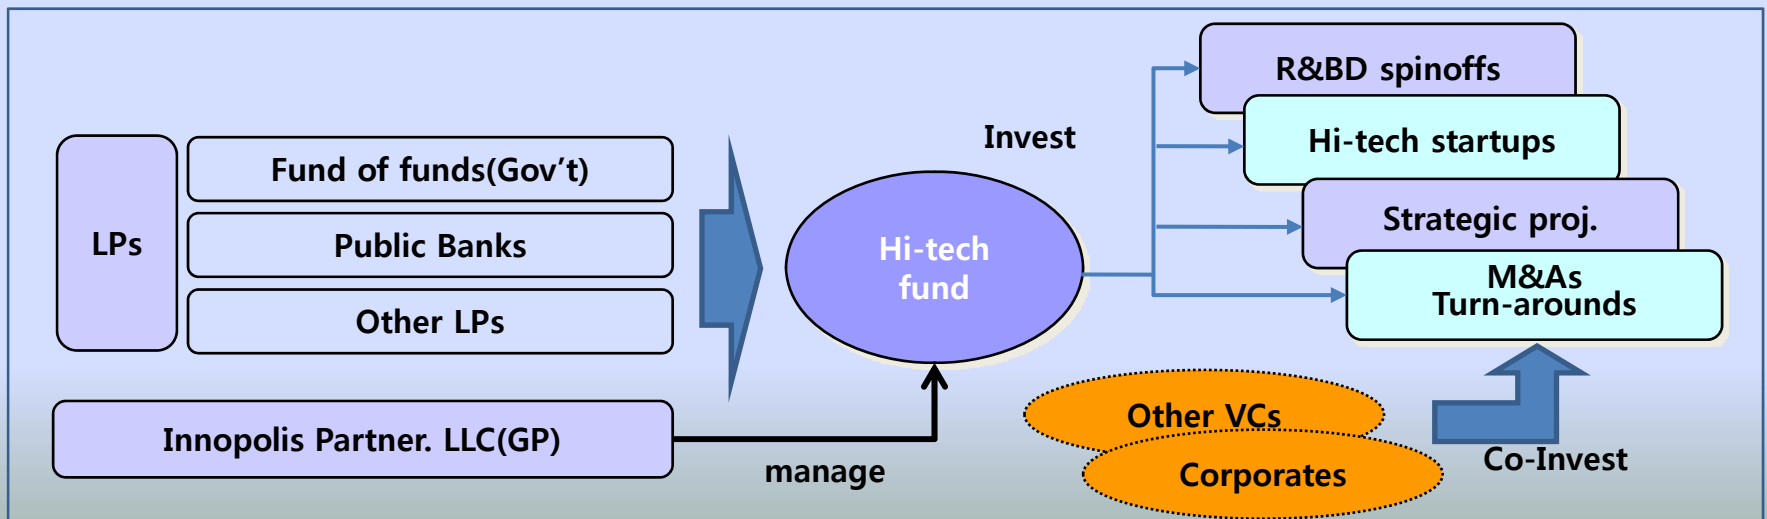 R&BD spinoffs
Invest
Hi-tech startups
LPs
Fund of funds(Gov't)
Public Banks
Other LPs
Hi-tech
fund
Strategic proj.
M&As
Turn-arounds
Innopolis Partner. LLC(GP)
manage
Other VCs
Corporates
Co-Invest